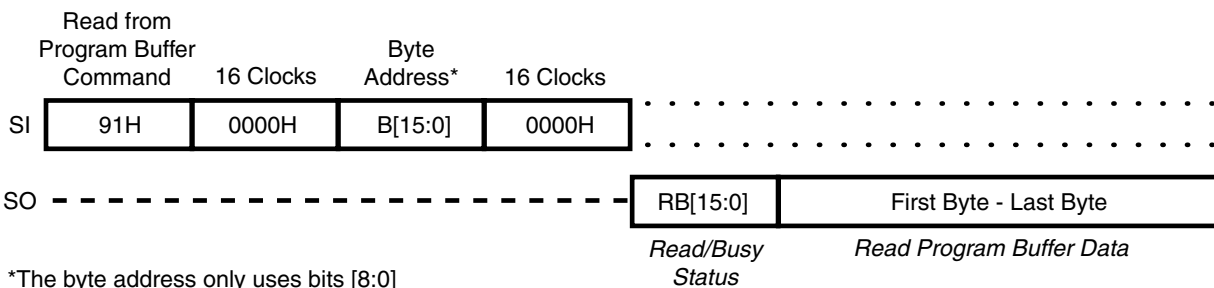 Read from
Program Buffer
Command
16 Clocks
Byte
Address*
16 Clocks
SI
91H
0000H
B[15:0]
0000H
SO
RB[15:0]
First Byte - Last Byte
Read/Busy
Status
Read Program Buffer Data
*The byte address only uses bits [8:0]